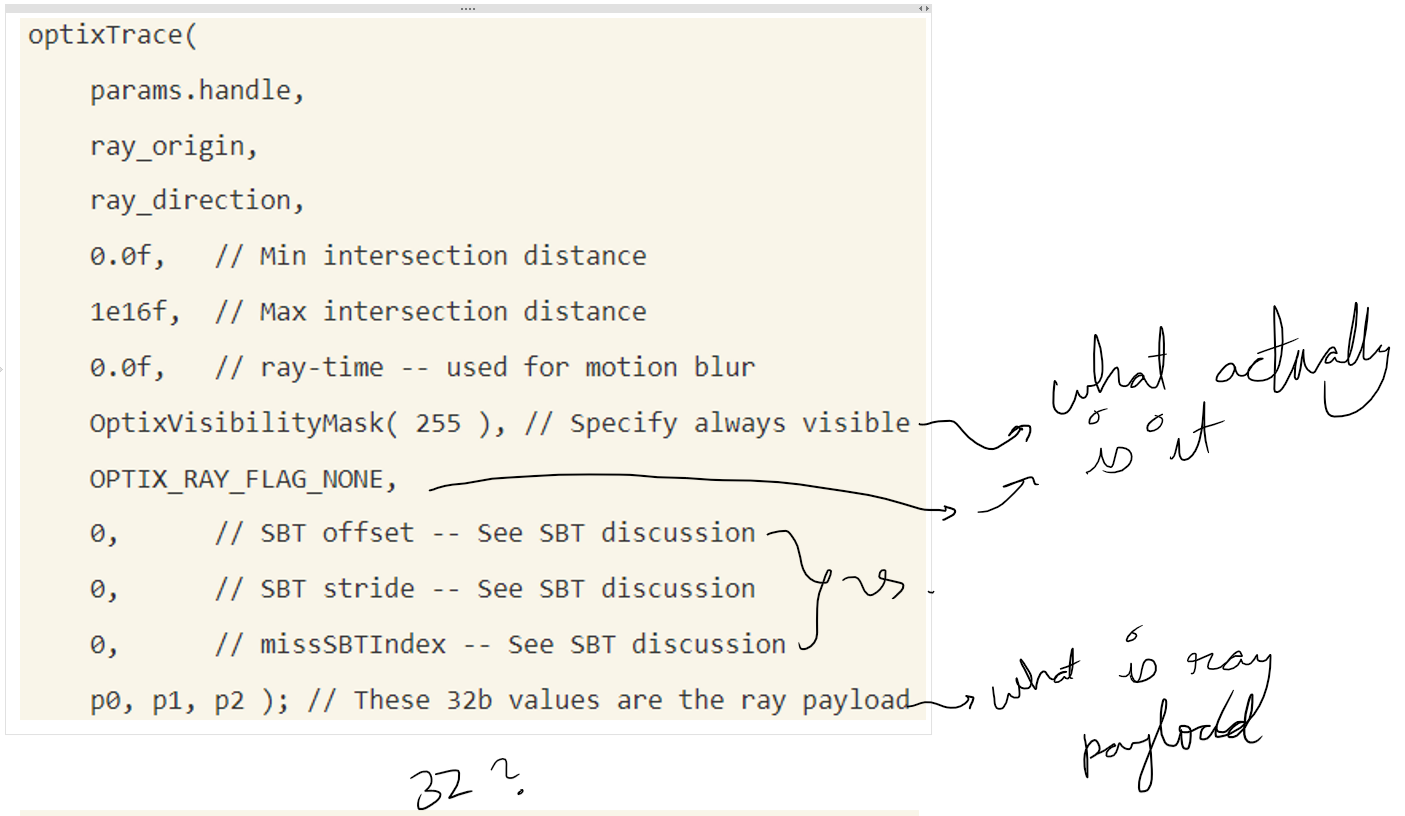 optixTrace(
params.handle,
ray_origin,
ray_direction,
0.0f,   // Min intersection distance
1e16f,  // Max intersection distance
0.0f,   // ray-time -- used for motion blur
OptixVisibilityMask( 255 ), // Specify always visible
OPTIX_RAY_FLAG_NONE,
what actually
is it
0,      // SBT offset -- See SBT discussion
0,      // SBT stride -- See SBT discussion
0,      // missSBTIndex -- See SBT discussion
p0, p1, p2 ); // These 32b values are the ray payload
what is ray
payload
32 ?